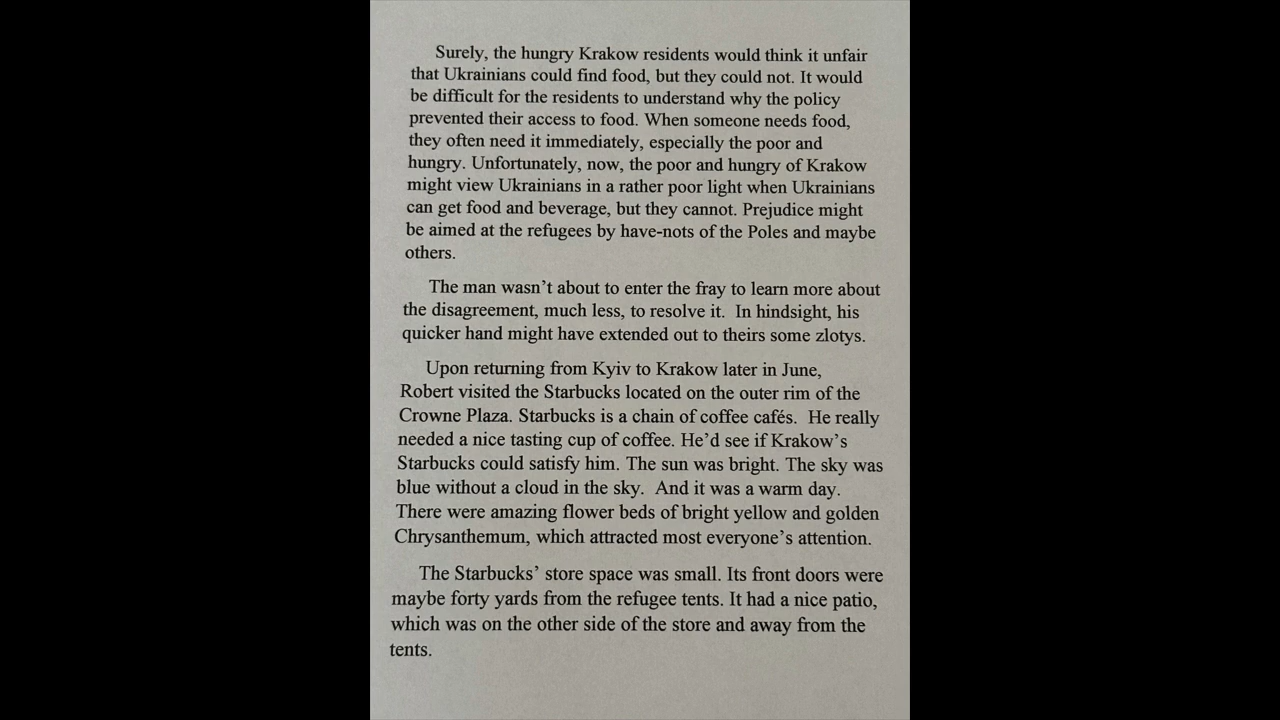 Surely, the hungry Krakow residents would think it unfair
that Ukrainians could find food, but they could not. It would
be difficult for the residents to understand why the policy
prevented their access to food. When someone needs food,
they often need it immediately, especially the poor and
hungry. Unfortunately, now, the poor and hungry of Krakow
might view Ukrainians in a rather poor light when Ukrainians
can get food and beverage, but they cannot. Prejudice might
be aimed at the refugees by have-nots of the Poles and maybe
others.
The man wasn’t about to enter the fray to learn more about
the disagreement, much less, to resolve it.  In hindsight, his
quicker hand might have extended out to theirs some zlotys.
Upon returning from Kyiv to Krakow later in June,
Robert visited the Starbucks located on the outer rim of the
Crowne Plaza. Starbucks is a chain of coffee cafés.  He really
needed a nice tasting cup of coffee. He’d see if Krakow’s
Starbucks could satisfy him. The sun was bright. The sky was
blue without a cloud in the sky.  And it was a warm day.
There were amazing flower beds of bright yellow and golden
Chrysanthemum, which attracted most everyone’s attention.
The Starbucks’ store space was small. Its front doors were
maybe forty yards from the refugee tents. It had a nice patio,
which was on the other side of the store and away from the
tents.